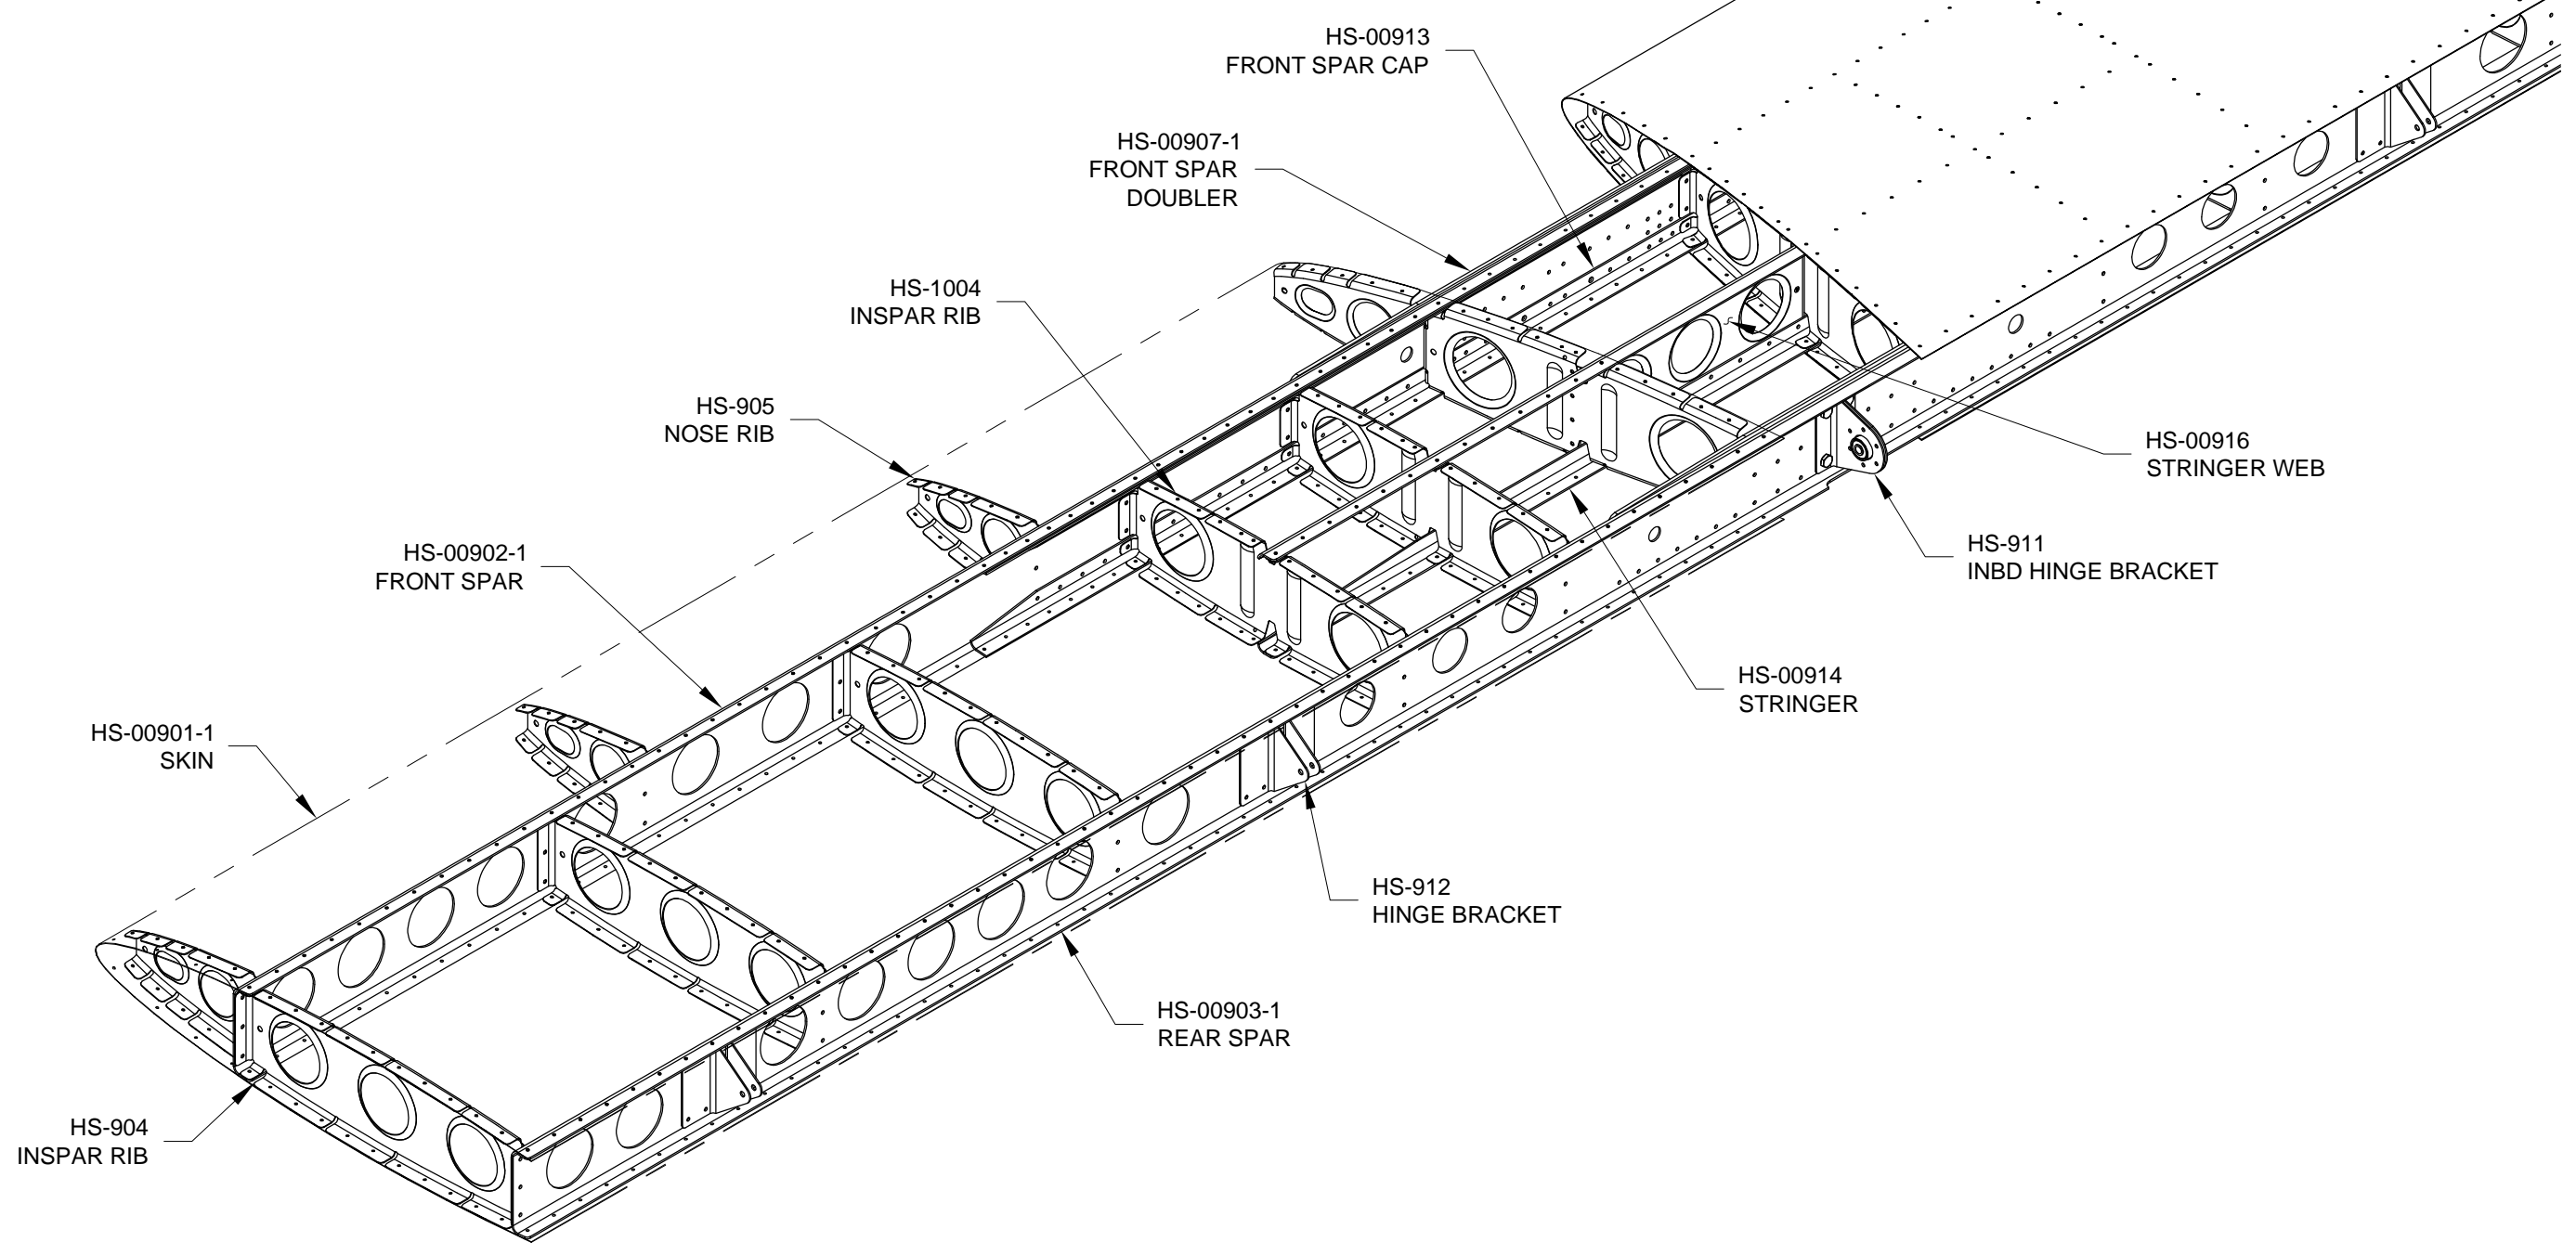 HS-00913
FRONT SPAR CAP
HS-00907-1
FRONT SPAR
DOUBLER
HS-1004
INSPAR RIB
HS-905
NOSE RIB
HS-00916
STRINGER WEB
HS-911
INBD HINGE BRACKET
HS-00902-1
FRONT SPAR
HS-00914
STRINGER
HS-00901-1
SKIN
HS-912
HINGE BRACKET
HS-00903-1
REAR SPAR
HS-904
INSPAR RIB